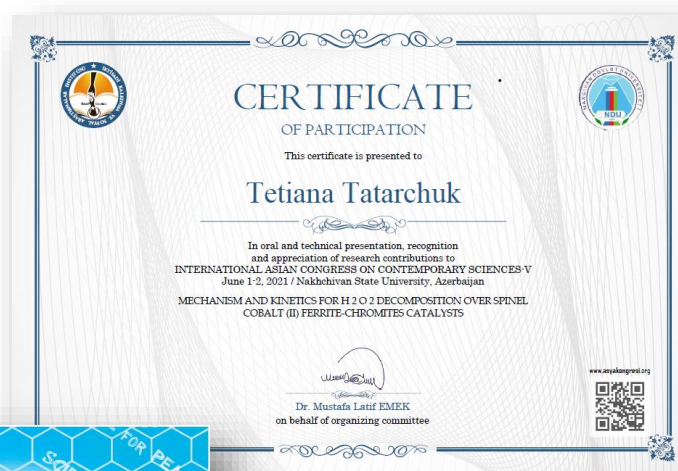 CERTIFICATE
OF PARTICIPATION
This certificate is presented to
Tetiana Tatarchuk
In oral and technical presentation, recognition
and appreciation of research contributions to
INTERNATIONAL ASIAN CONGRESS ON CONTEMPORARY SCIENCES-V
June 1-2, 2021 / Nakhchivan State University, Azerbaijan
MECHANISM AND KINETICS FOR H 2 O 2 DECOMPOSITION OVER SPINEL
COBALT (II) FERRITE-CHROMITES CATALYSTS
www.asyakongresi.org
Dr. Mustafa Latif EMEK
on behalf of organizing committee
NDU
FOR